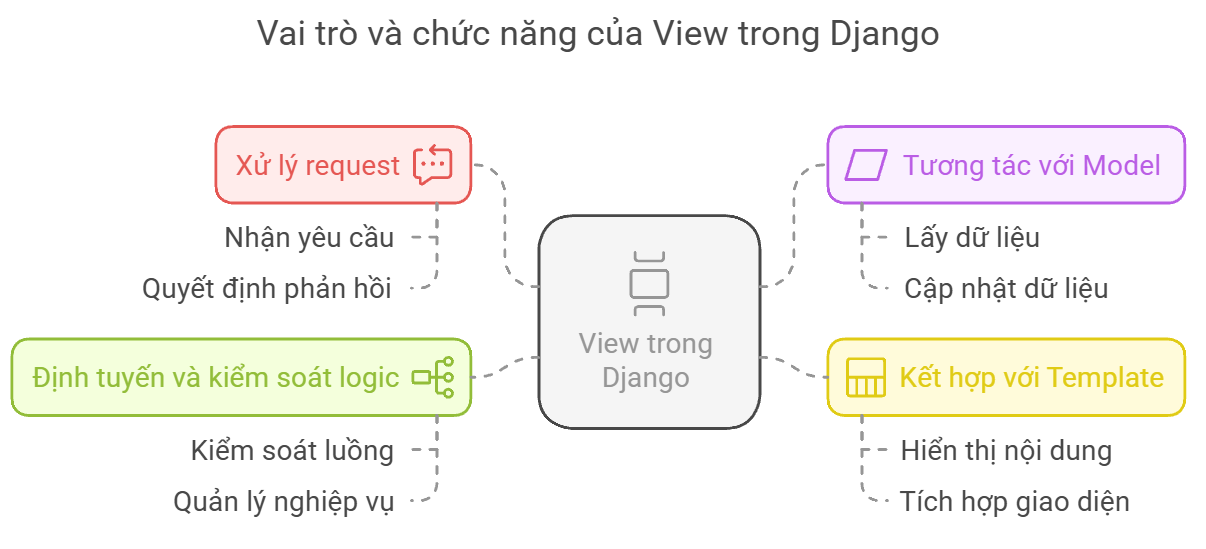 Vai trò và chức năng của View trong Django
Xử lý request
Nhận yêu cầu
Quyết định phản hồi
Định tuyến và kiểm soát logic
Kiểm soát luồng
Quản lý nghiệp vụ
View trong
Django
Tương tác với Model
Lấy dữ liệu
Cập nhật dữ liệu
Kết hợp với Template
Hiển thị nội dung
Tích hợp giao diện